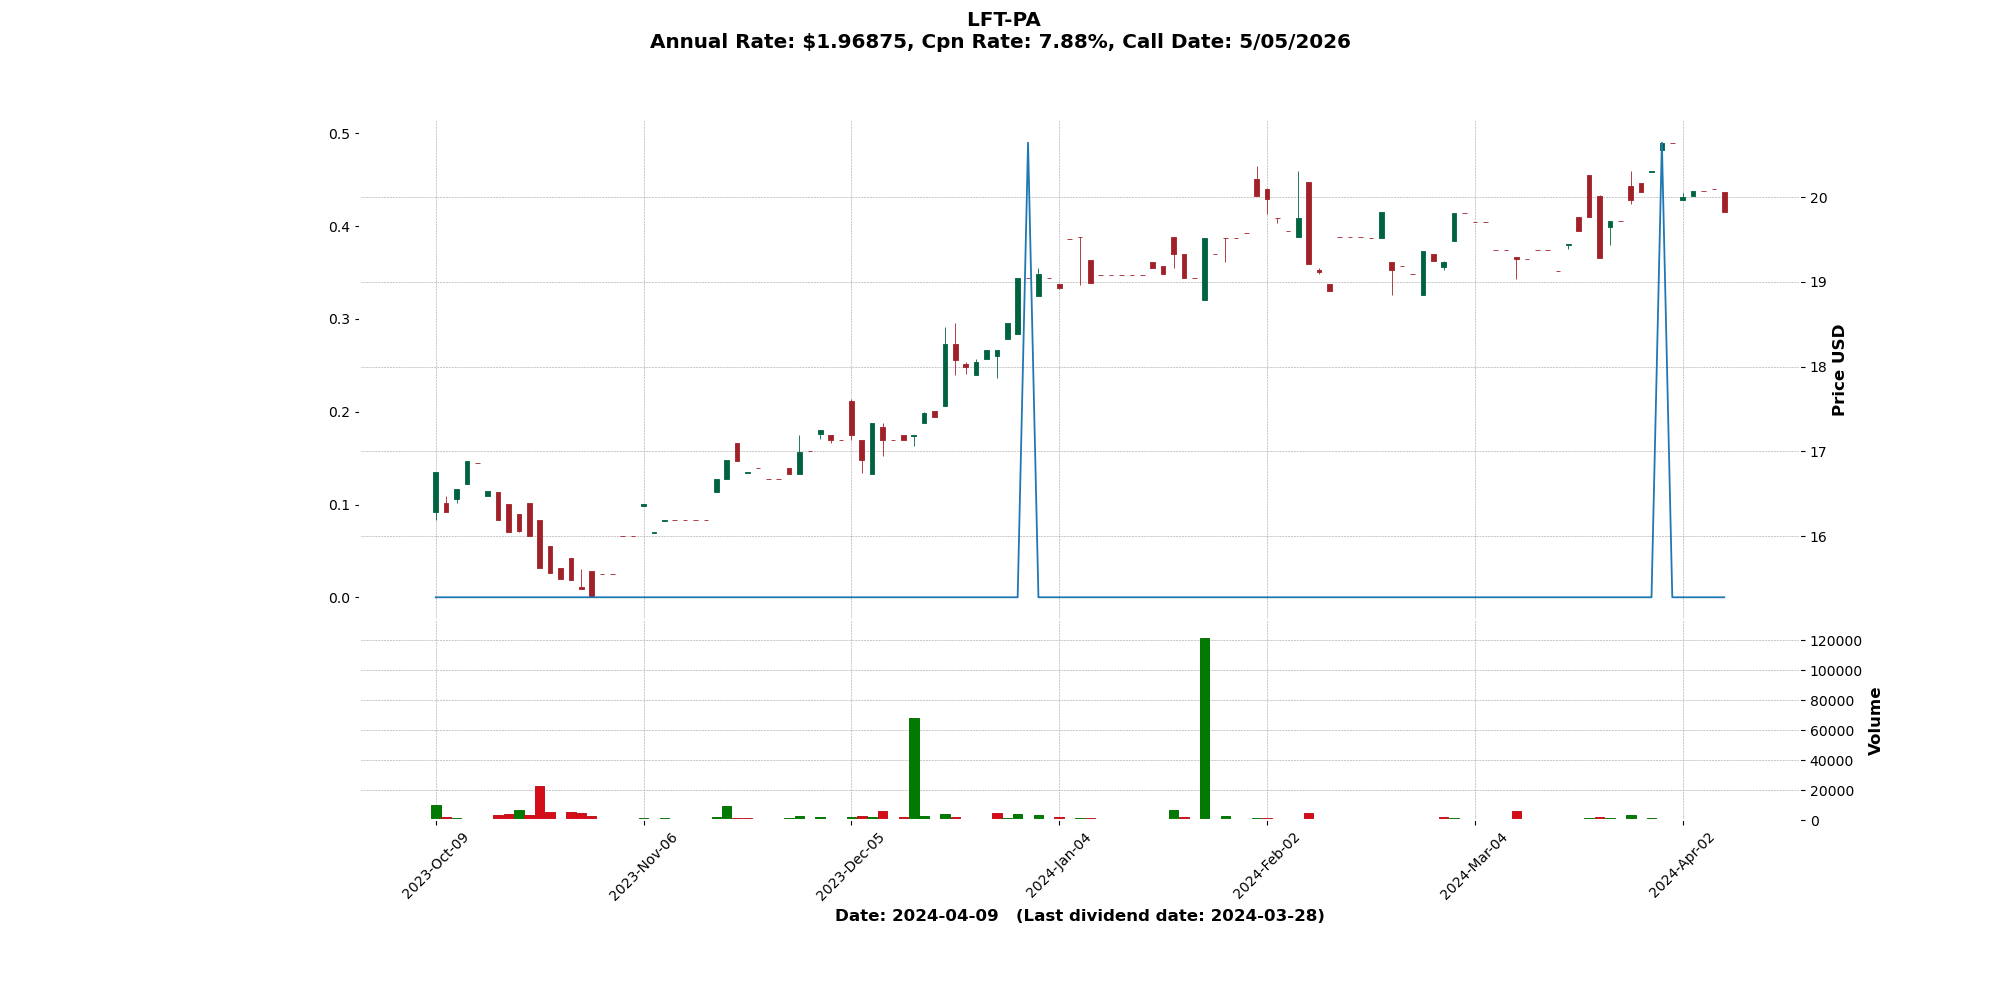 LFT-PA
Annual Rate: $1.96875, Cpn Rate: 7.88%, Call Date: 5/05/2026
0.5
0.4
0.3
0.2
0.1
0.0
20
19
18
17
16
Price USD
120000
100000
80000
60000
40000
20000
0
Volume
2023-Oct-09
2023-Nov-06
2023-Dec-05
2024-Jan-04
2024-Feb-02
2024-Mar-04
2024-Apr-02
Date: 2024-04-09 (Last dividend date: 2024-03-28)